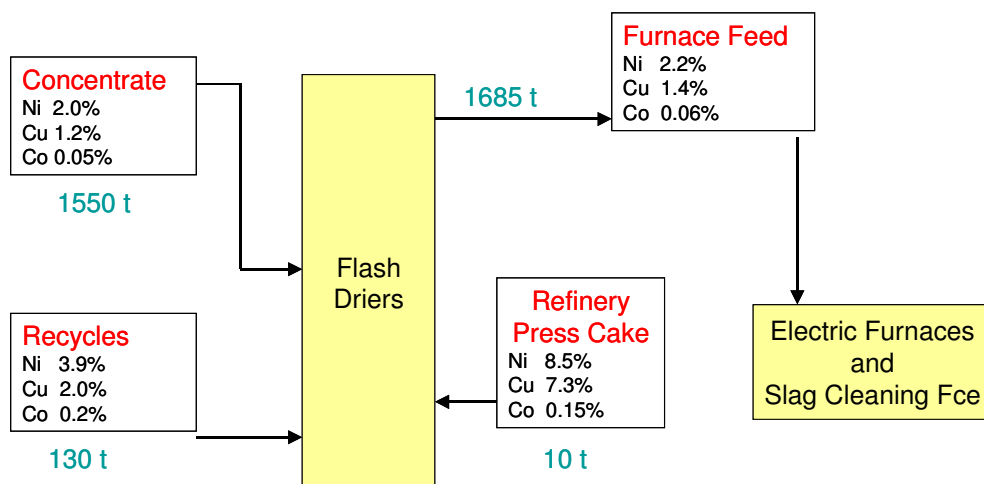 Concentrate
Ni 2.0%
Cu 1.2%
Co 0.05%
1550 t
Recycles
Ni 3.9%
Cu 2.0%
Co 0.2%
130 t
Flash
Driers
1685 t
Furnace Feed
Ni 2.2%
Cu 1.4%
Co 0.06%
Refinery
Press Cake
Ni 8.5%
Cu 7.3%
Co 0.15%
10 t
Electric Furnaces
and
Slag Cleaning Fce